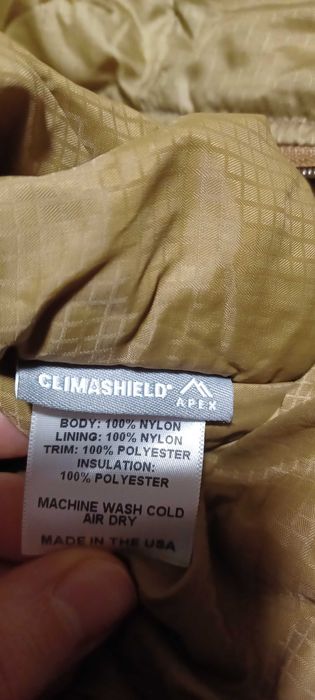 CLIMASHIELD®
APEX
BODY: 100% NYLON
LINING: 100% NYLON
TRIM: 100% POLYESTER
INSULATION:
100% POLYESTER
MACHINE WASH COLD
AIR DRY
MADE IN THE USA